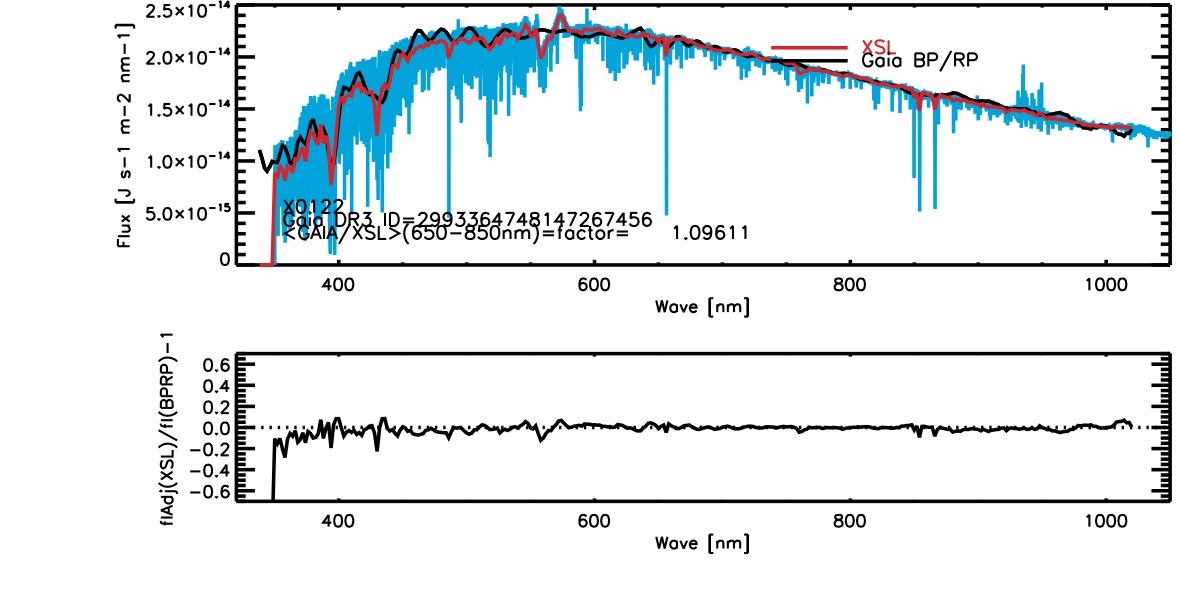 2.5×10⁻¹⁴
2.0×10⁻¹⁴
1.5×10⁻¹⁴
1.0×10⁻¹⁴
5.0×10⁻¹⁵
0
Flux [J s−1 m−2 nm−1]
XSL
Gaia BP/RP
X0122
Gaia DR3 ID=2993364748147267456
<GAIA/XSL>(650−850nm)=factor= 1.09611
400 600 800 1000
Wave [nm]
flAdj(XSL)/fl(BPRP)−1
0.6
0.4
0.2
0.0
−0.2
−0.4
−0.6
400 600 800 1000
Wave [nm]